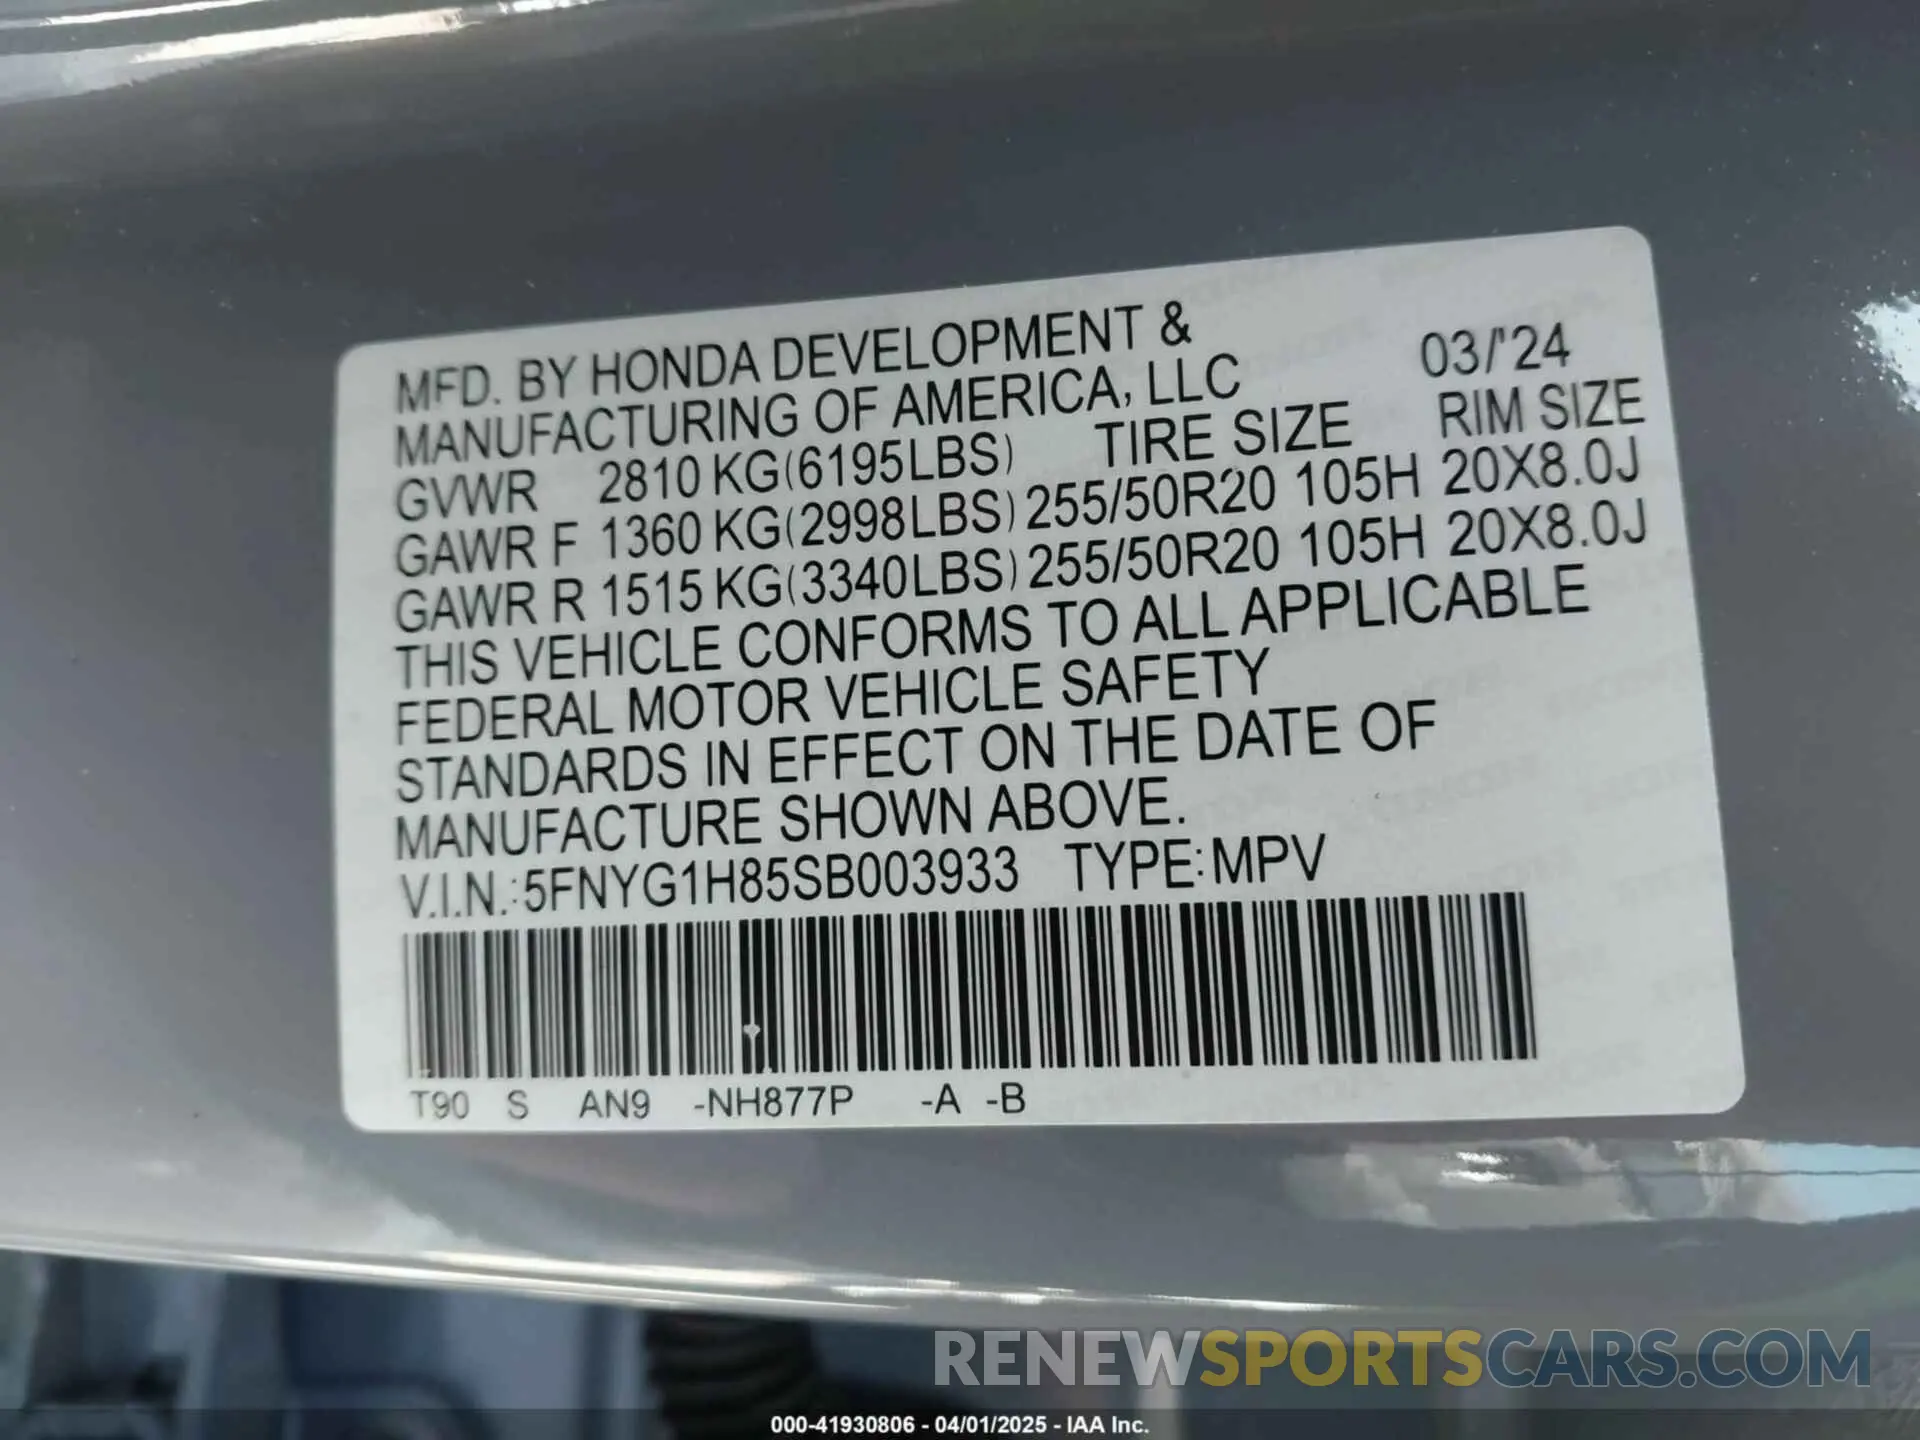 MFD. BY HONDA DEVELOPMENT &
MANUFACTURING OF AMERICA, LLC 03/'24
GVWR 2810 KG(6195LBS) TIRE SIZE RIM SIZE
GAWR F 1360 KG(2998LBS) 255/50R20 105H 20X8.0J
GAWR R 1515 KG(3340LBS) 255/50R20 105H 20X8.0J
THIS VEHICLE CONFORMS TO ALL APPLICABLE
FEDERAL MOTOR VEHICLE SAFETY
STANDARDS IN EFFECT ON THE DATE OF
MANUFACTURE SHOWN ABOVE.
V.I.N.:5FNYG1H85SB003933 TYPE:MPV
T90 S AN9 -NH877P -A -B
RENEWSPORTSCARS.COM
000-41930806 - 04/01/2025 - IAA Inc.